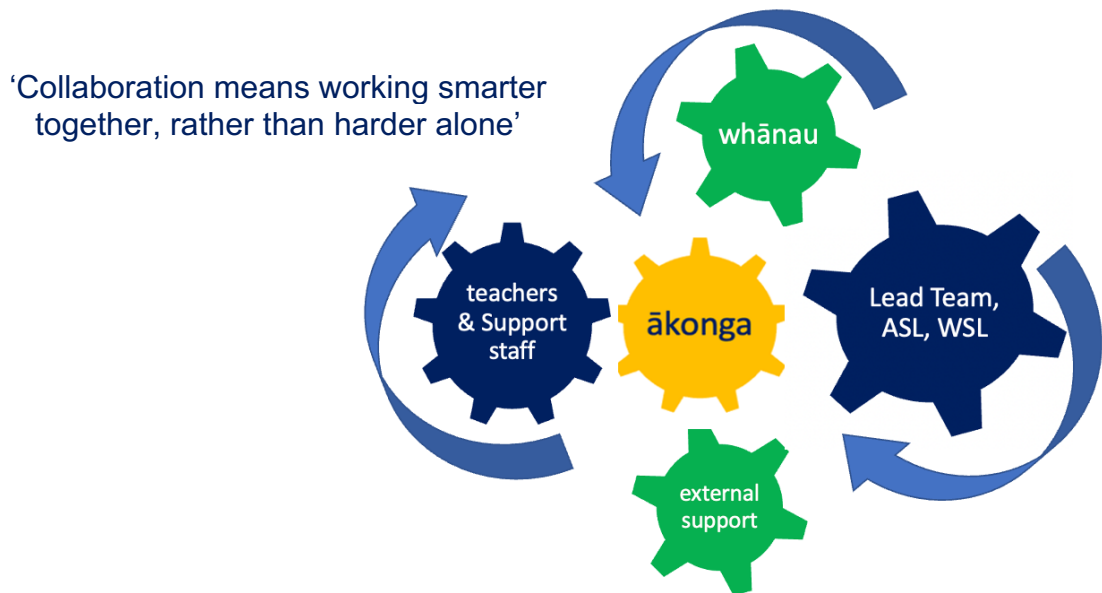 ‘Collaboration means working smarter
together, rather than harder alone’
whānau
teachers
& Support
staff
ākonga
Lead Team,
ASL, WSL
external
support